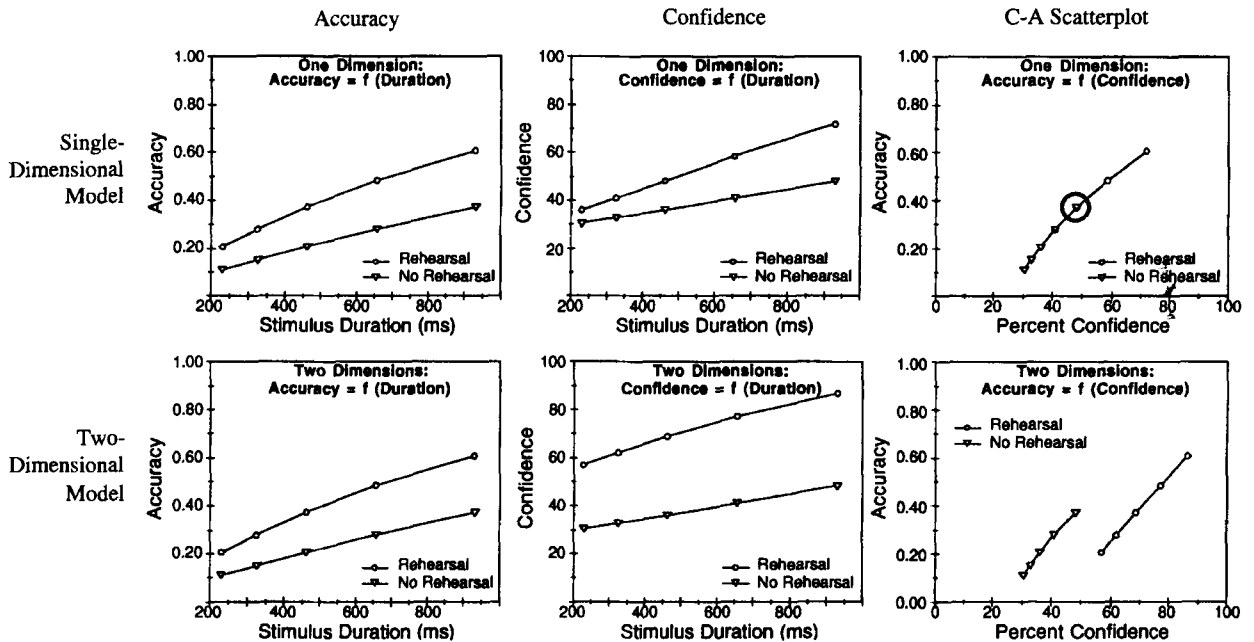 Accuracy
Confidence
C-A Scatterplot
Single-
Dimensional
Model
One Dimension:
Accuracy = f (Duration)
Accuracy
1.00
0.80
0.60
0.40
0.20
Rehearsal
No Rehearsal
200
400
600
800
1000
Stimulus Duration (ms)
One Dimension:
Confidence = f (Duration)
Confidence
100
80
60
40
20
0
Rehearsal
No Rehearsal
200
400
600
800
1000
Stimulus Duration (ms)
One Dimension:
Accuracy = f (Confidence)
Accuracy
1.00
0.80
0.60
0.40
0.20
Rehearsal
No Rehearsal
0
20
40
60
80
100
Percent Confidence
Two-
Dimensional
Model
Two Dimensions:
Accuracy = f (Duration)
Accuracy
1.00
0.80
0.60
0.40
0.20
Rehearsal
No Rehearsal
200
400
600
800
1000
Stimulus Duration (ms)
Two Dimensions:
Confidence = f (Duration)
Confidence
100
80
60
40
20
Rehearsal
No Rehearsal
200
400
600
800
1000
Stimulus Duration (ms)
Two Dimensions:
Accuracy = f (Confidence)
Accuracy
1.00
0.80
0.60
0.40
0.20
0.00
Rehearsal
No Rehearsal
0
20
40
60
80
100
Percent Confidence